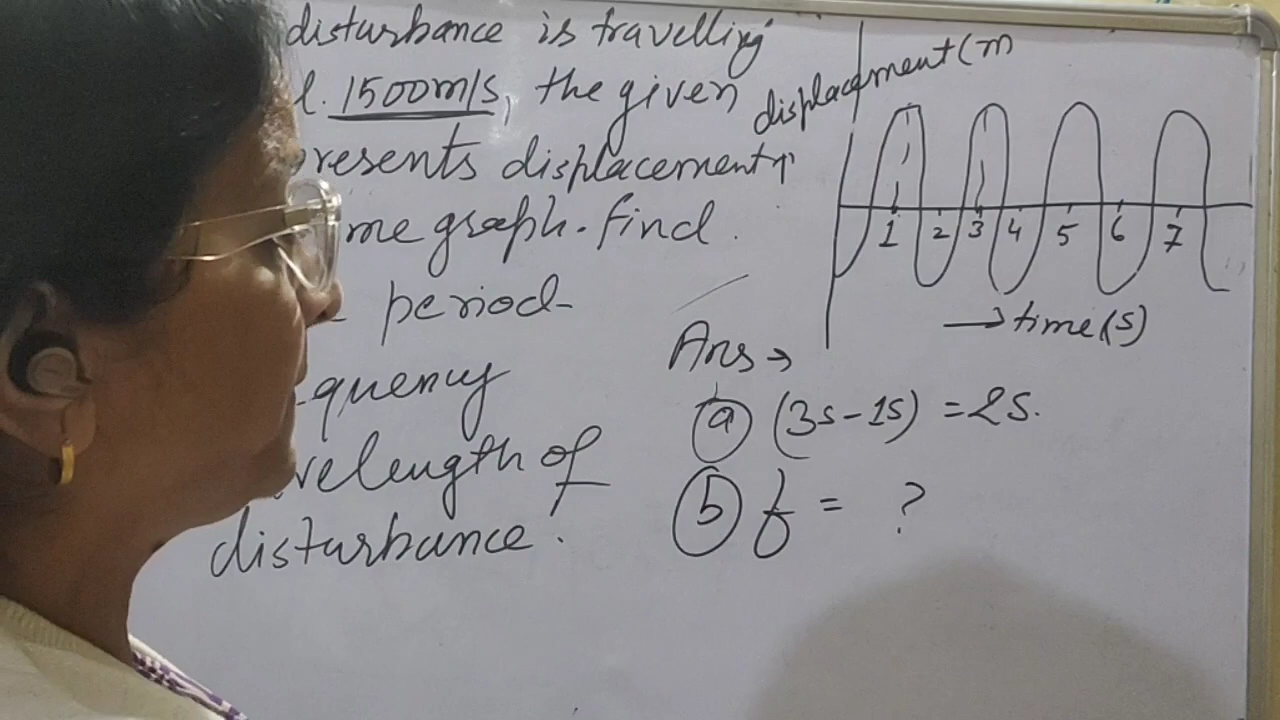 disturbance is travelling
1500m/s, the given
presents displacement
me graph. find.
period-
quency
velength of
disturbance.
displacement(m
1 2 3 4 5 6 7
→ time(s)
Ans →
a (3s-1s) = 2s.
b f = ?